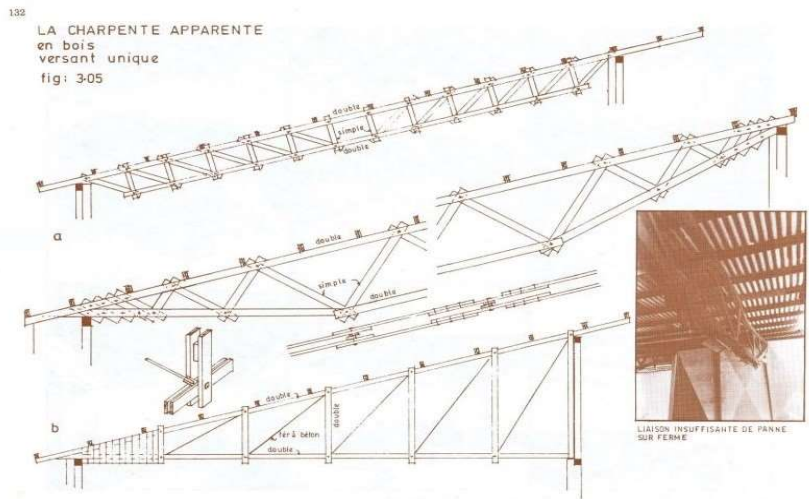 132
LA CHARPENTE APPARENTE
en bois
versant unique
fig: 3-05
double
simple
double
a
double
simple
double
b
double
double
fer à béton
double
LIAISON INSUFFISANTE DE PANNE
SUR FERME